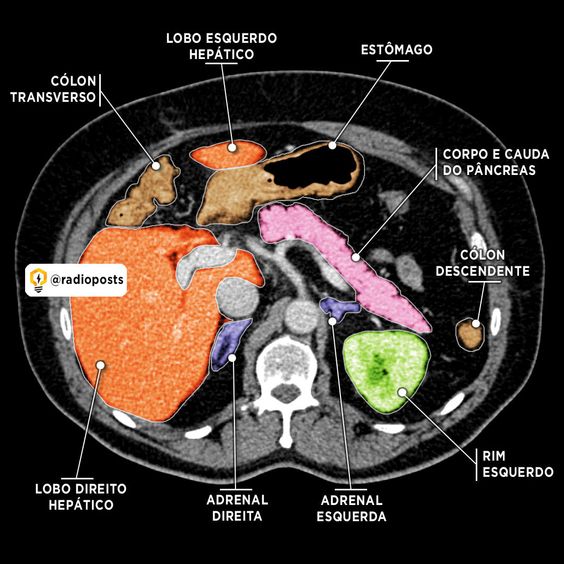 LOBO ESQUERDO
HEPÁTICO
ESTÔMAGO
CÓLON
TRANSVERSO
CORPO E CAUDA
DO PÂNCREAS
CÓLON
DESCENDENTE
@radioposts
RIM
ESQUERDO
LOBO DIREITO
HEPÁTICO
ADRENAL
DIREITA
ADRENAL
ESQUERDA